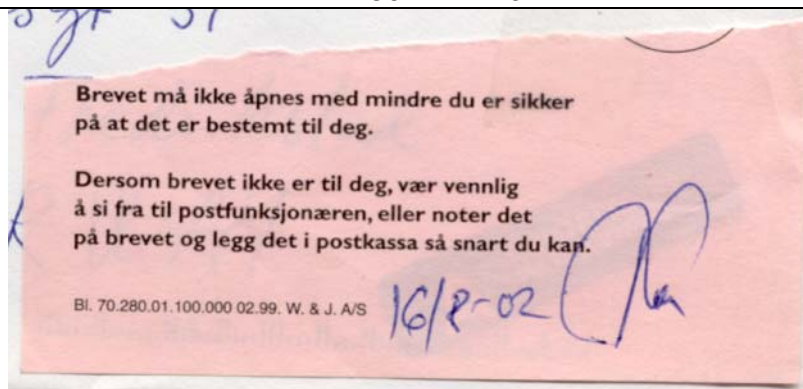 Brevet må ikke åpnes med mindre du er sikker
på at det er bestemt til deg.
Dersom brevet ikke er til deg, vær vennlig
å si fra til postfunksjonæren, eller noter det
på brevet og legg det i postkassa så snart du kan.
Bl. 70.280.01.100.000 02.99. W. & J. A/S
16/8-02